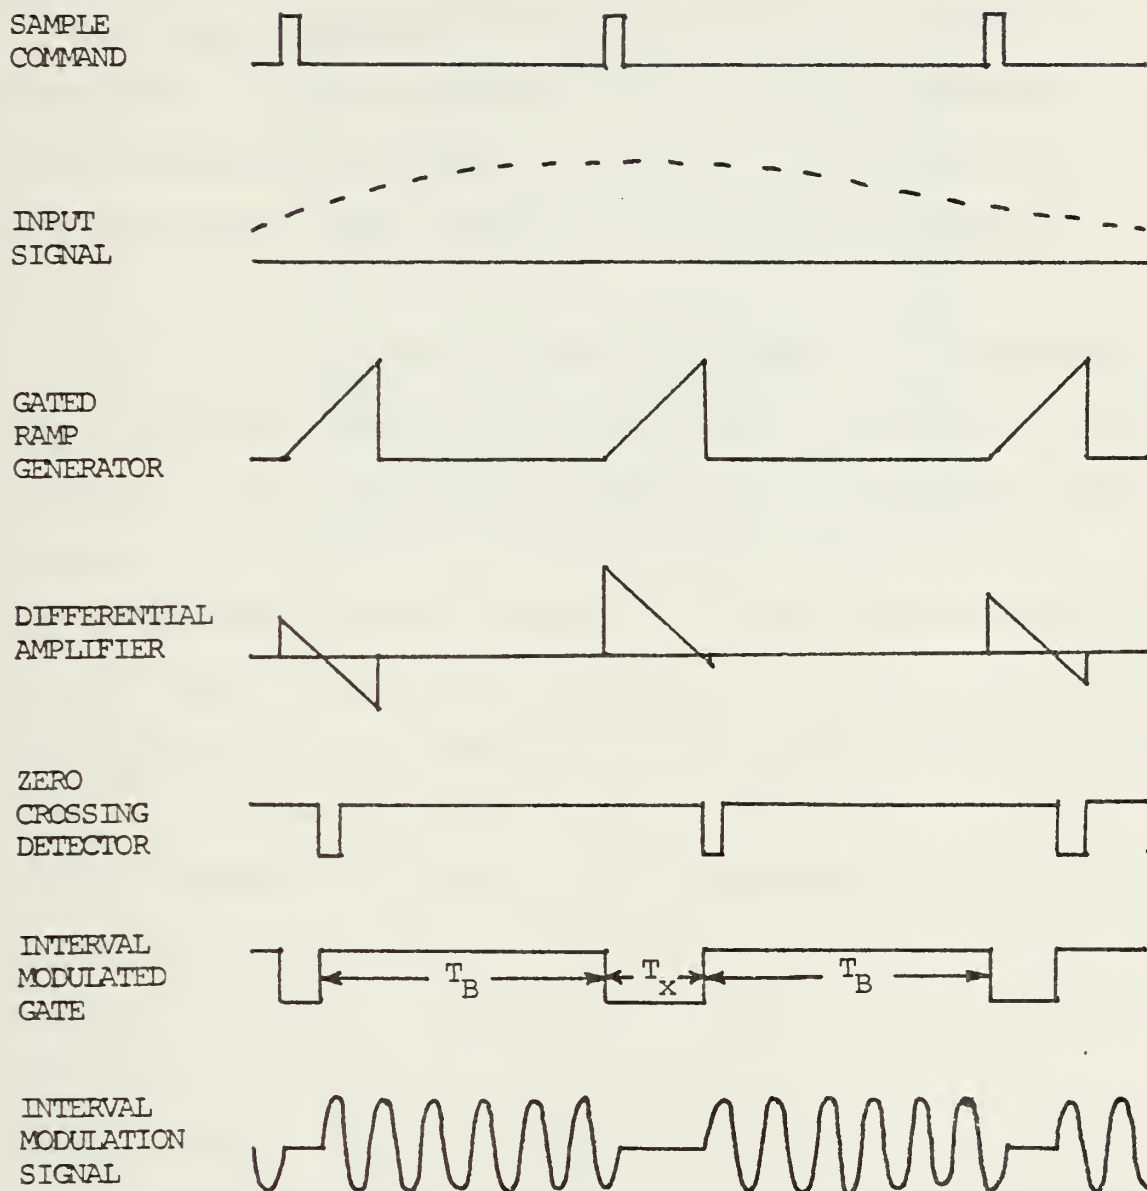 SAMPLE
COMMAND
INPUT
SIGNAL
GATED
RAMP
GENERATOR
DIFFERENTIAL
AMPLIFIER
ZERO
CROSSING
DETECTOR
INTERVAL
MODULATED
GATE
T_B T_X T_B
INTERVAL
MODULATION
SIGNAL